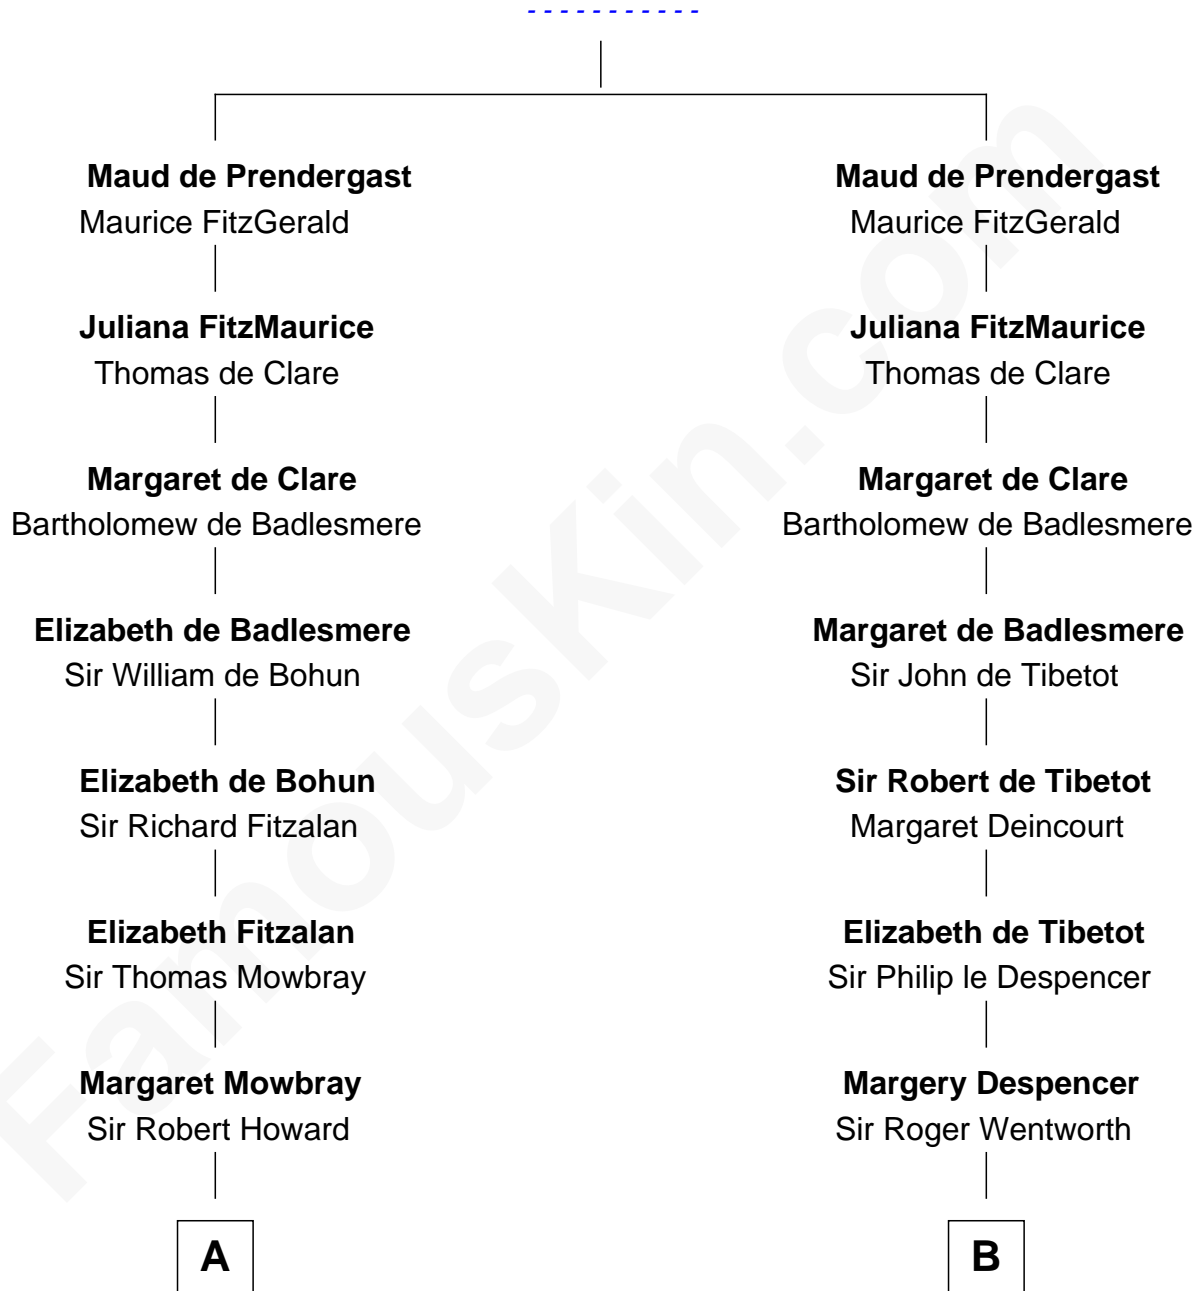 - - - - - - - - - - -
Maud de Prendergast Maud de Prendergast
Maurice FitzGerald Maurice FitzGerald
Juliana FitzMaurice Juliana FitzMaurice
Thomas de Clare Thomas de Clare
Margaret de Clare Margaret de Clare
Bartholomew de Badlesmere Bartholomew de Badlesmere
Elizabeth de Badlesmere Margaret de Badlesmere
Sir William de Bohun Sir John de Tibetot
Elizabeth de Bohun Sir Robert de Tibetot
Sir Richard Fitzalan Margaret Deincourt
Elizabeth Fitzalan Elizabeth de Tibetot
Sir Thomas Mowbray Sir Philip le Despencer
Margaret Mowbray Margery Despencer
Sir Robert Howard Sir Roger Wentworth
A B
FamousKin.com